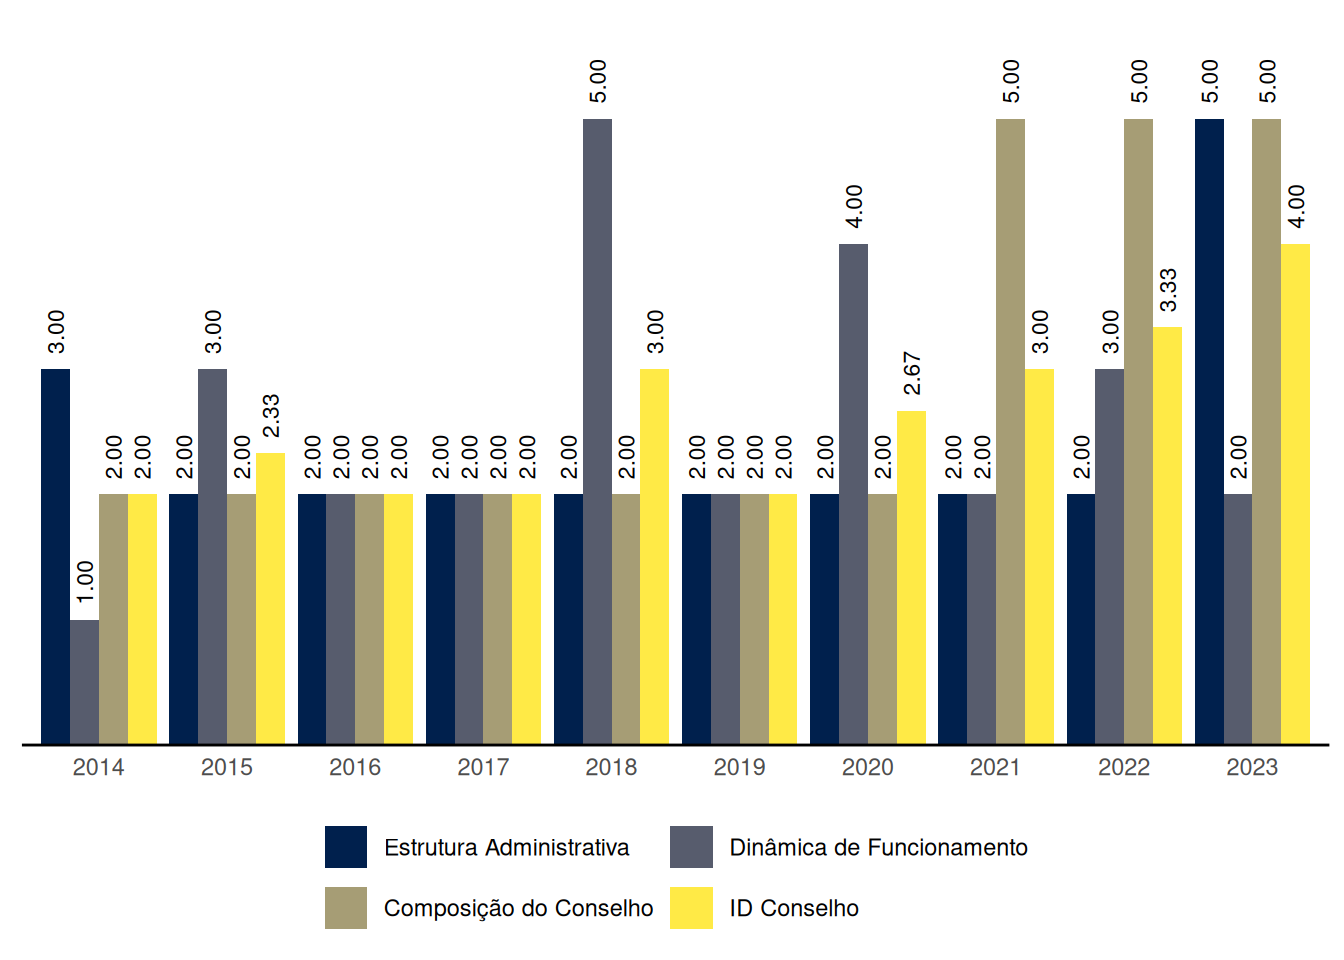 3.00 1.00 2.00 2.00 2.00 3.00 2.00 2.33 2.00 2.00 2.00 2.00 2.00 2.00 2.00 2.00 2.00 5.00 2.00 3.00 2.00 2.00 2.00 2.00 2.00 4.00 2.00 2.67 2.00 2.00 5.00 3.00 2.00 3.00 5.00 3.33 5.00 2.00 5.00 4.00
2014 2015 2016 2017 2018 2019 2020 2021 2022 2023
Estrutura Administrativa Dinâmica de Funcionamento
Composição do Conselho ID Conselho